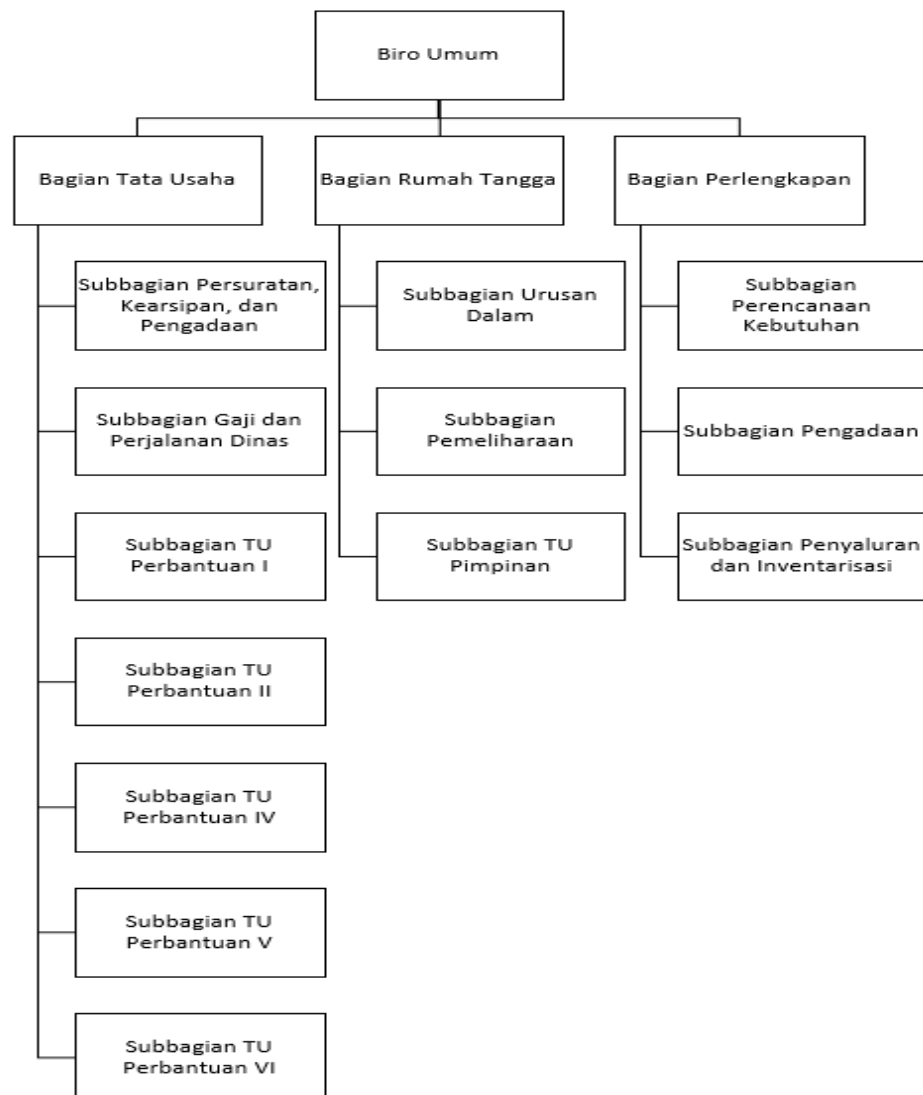 Biro Umum
Bagian Tata Usaha
Bagian Rumah Tangga
Bagian Perlengkapan
Subbagian Persuratan,
Kearsipan, dan
Pengadaan
Subbagian Gaji dan
Perjalanan Dinas
Subbagian TU
Perbantuan I
Subbagian TU
Perbantuan II
Subbagian TU
Perbantuan IV
Subbagian TU
Perbantuan V
Subbagian TU
Perbantuan VI
Subbagian Urusan
Dalam
Subbagian
Pemeliharaan
Subbagian TU
Pimpinan
Subbagian
Perencanaan
Kebutuhan
Subbagian Pengadaan
Subbagian Penyaluran
dan Inventarisasi